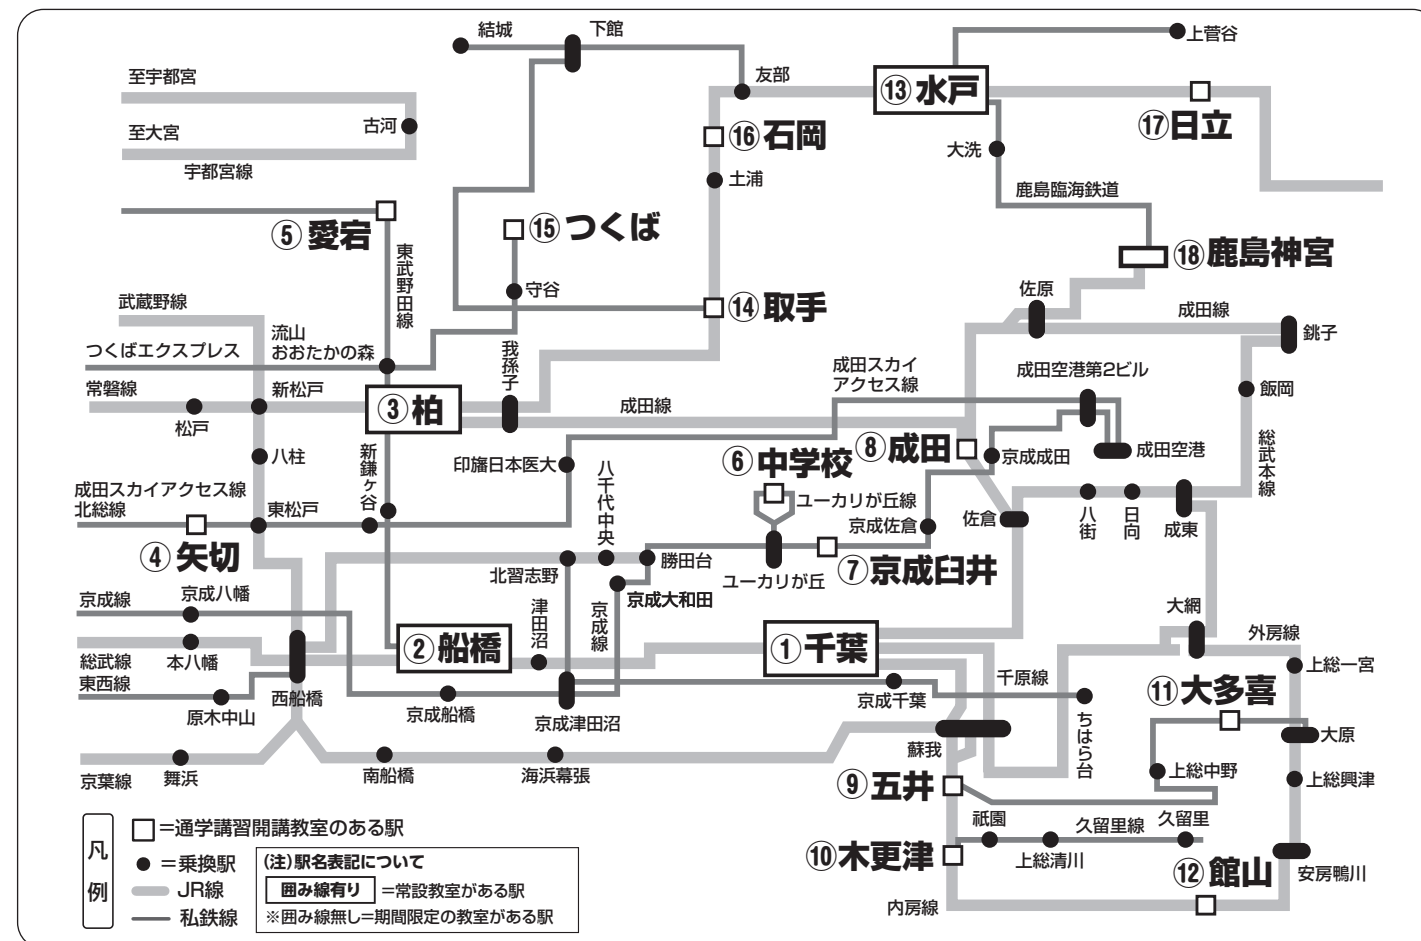 結城
下館
上菅谷
至宇都宮
友部
⑬水戸
至大宮
古河
⑰日立
⑯石岡
大洗
宇都宮線
土浦
鹿島臨海鉄道
⑤愛宕
⑮つくば
東武野田線
⑱鹿島神宮
守谷
佐原
武蔵野線
⑭取手
成田線
銚子
流山
おおたかの森
つくばエクスプレス
我孫子
成田スカイ
アクセス線
成田空港第2ビル
常磐線
新松戸
③柏
成田線
飯岡
松戸
総武本線
新鎌ヶ谷
⑧成田
京成成田
成田空港
八柱
印旛日本医大
⑥中学校
八千代中央
成田スカイアクセス線
北総線
ユーカリが丘線
東松戸
京成佐倉
佐倉
八街
日向
成東
④矢切
北習志野
勝田台
ユーカリが丘
⑦京成臼井
京成線
京成八幡
津田沼
京成線
京成大和田
大網
②船橋
①千葉
外房線
総武線
本八幡
上総一宮
東西線
西船橋
千原線
⑪大多喜
原木中山
京成船橋
京成津田沼
京成千葉
ちはら台
蘇我
大原
京葉線
舞浜
南船橋
海浜幕張
上総中野
上総興津
⑨五井
祇園
久留里線
久留里
⑩木更津
上総清川
⑫館山
安房鴨川
内房線
凡例
=通学講習開講教室のある駅
=乗換駅
JR線
私鉄線
(注)駅名表記について
囲み線有り
=常設教室がある駅
※囲み線無し=期間限定の教室がある駅